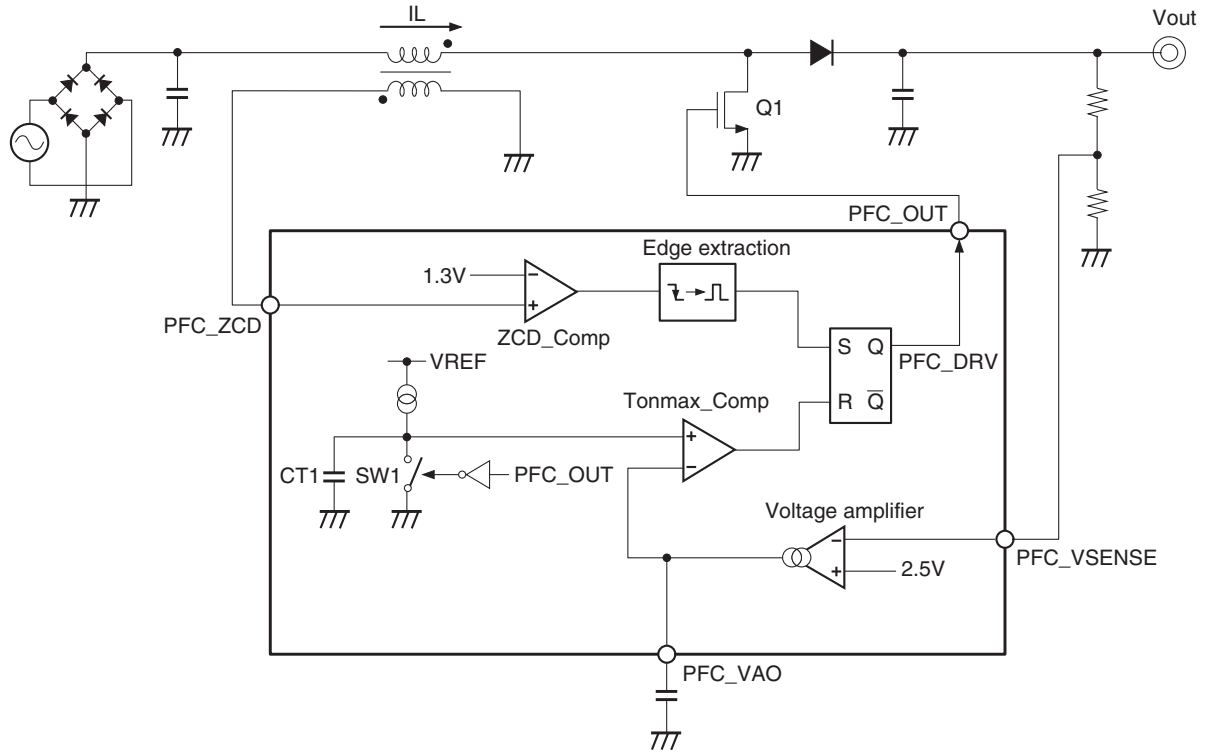 IL
Vout
Q1
PFC_OUT
Edge extraction
1.3V
PFC_ZCD
ZCD_Comp
S Q
PFC_DRV
VREF
Tonmax_Comp
R Q̅
+
−
CT1
SW1
PFC_OUT
Voltage amplifier
−
+
2.5V
PFC_VSENSE
PFC_VAO